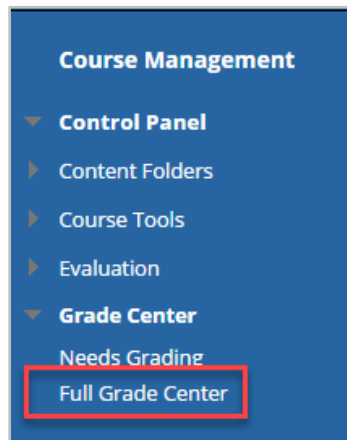 Course Management
Control Panel
Content Folders
Course Tools
Evaluation
Grade Center
Needs Grading
Full Grade Center